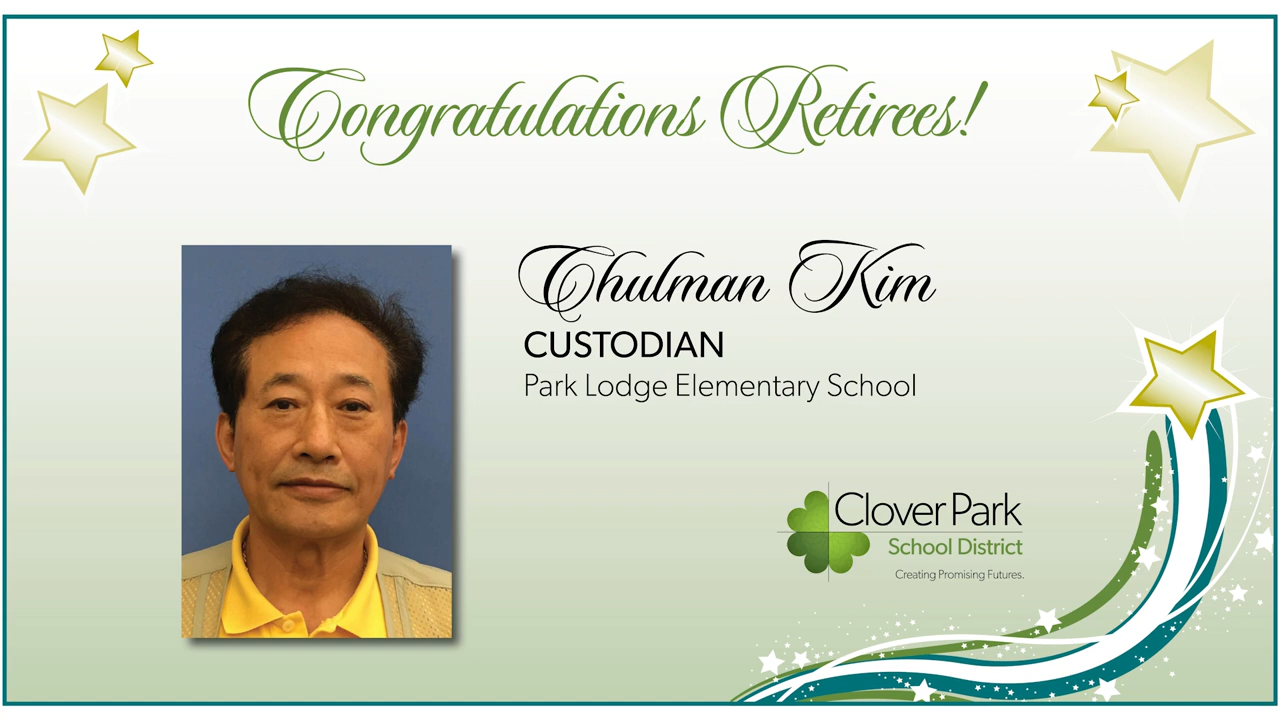 Congratulations Retirees!
Chulman Kim
CUSTODIAN
Park Lodge Elementary School
Clover Park
School District
Creating Promising Futures.